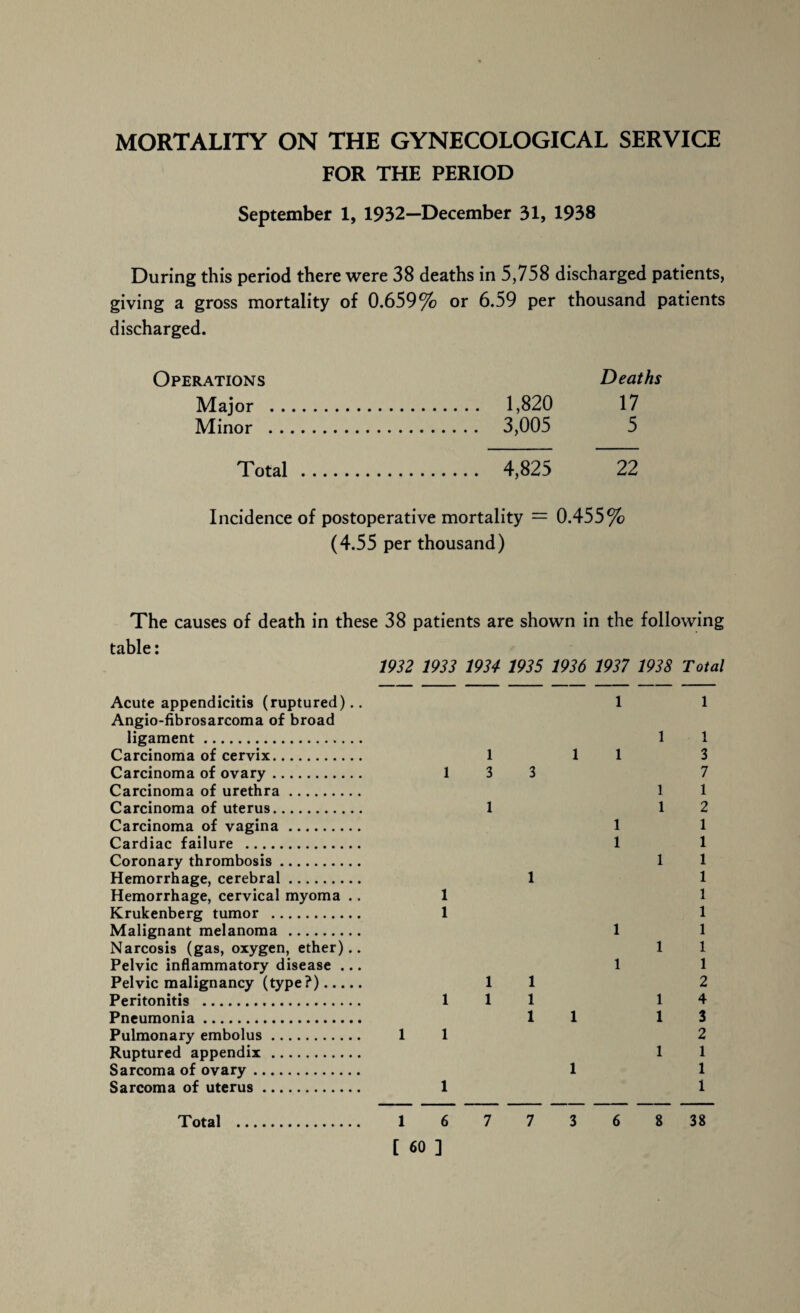 MORTALITY ON THE GYNECOLOGICAL SERVICE
FOR THE PERIOD
September 1, 1932—December 31, 1938
During this period there were 38 deaths in 5,758 discharged patients,
giving a gross mortality of 0.659% or 6.59 per thousand patients
discharged.
Operations Deaths
Major .................... 1,820 17
Minor .................... 3,005 5
Total ................. 4,825 22
Incidence of postoperative mortality = 0.455%
(4.55 per thousand)
The causes of death in these 38 patients are shown in the following
table:
1932 1933 1934 1935 1936 1937 1938 Total
Acute appendicitis (ruptured).. 1 1
Angio-fibrosarcoma of broad
ligament ................... 1 1
Carcinoma of cervix........... 1 1 1 3
Carcinoma of ovary........... 1 3 3 7
Carcinoma of urethra ......... 1 1
Carcinoma of uterus........... 1 1 2
Carcinoma of vagina ......... 1 1
Cardiac failure .............. 1 1
Coronary thrombosis .......... 1 1
Hemorrhage, cerebral ......... 1 1
Hemorrhage, cervical myoma .. 1 1
Krukenberg tumor ........... 1 1
Malignant melanoma ......... 1 1
Narcosis (gas, oxygen, ether).. 1 1
Pelvic inflammatory disease ... 1 1
Pelvic malignancy (type?)..... 1 1 2
Peritonitis ................... 1 1 1 1 4
Pneumonia ................... 1 1 1 3
Pulmonary embolus ........... 1 1 2
Ruptured appendix ........... 1 1
Sarcoma of ovary............. 1 1
Sarcoma of uterus ............ 1 1
Total ............... 1 6 7 7 3 6 8 38
[ 60 ]